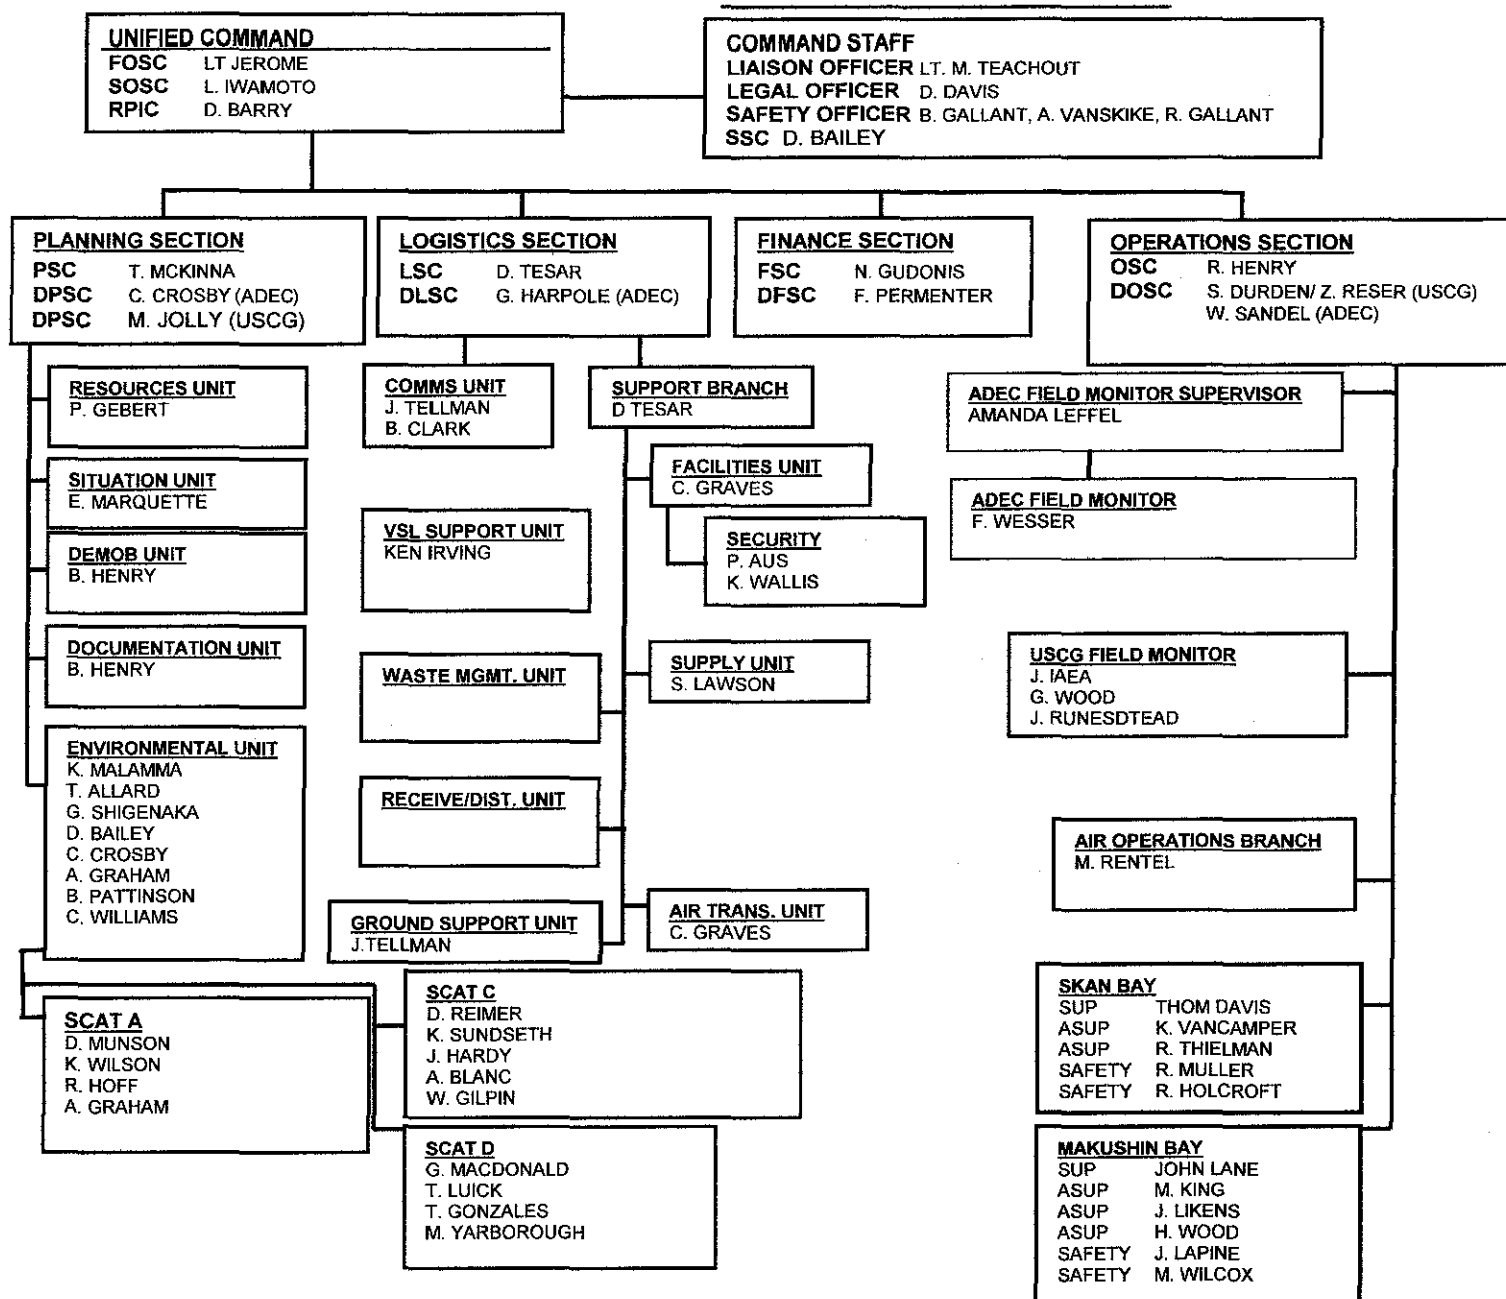 UNIFIED COMMAND
FOSC LT JEROME
SOSC L. IWAMOTO
RPIC D. BARRY
COMMAND STAFF
LIAISON OFFICER LT. M. TEACHOUT
LEGAL OFFICER D. DAVIS
SAFETY OFFICER B. GALLANT, A. VANSKIKE, R. GALLANT
SSC D. BAILEY
PLANNING SECTION
PSC T. MCKINNA
DPSC C. CROSBY (ADEC)
DPSC M. JOLLY (USCG)
LOGISTICS SECTION
LSC D. TESAR
DLSC G. HARPOLE (ADEC)
FINANCE SECTION
FSC N. GUDONIS
DFSC F. PERMENTER
OPERATIONS SECTION
OSC R. HENRY
DOSC S. DURDEN/ Z. RESER (USCG)
W. SANDEL (ADEC)
RESOURCES UNIT
P. GEBERT
SITUATION UNIT
E. MARQUETTE
DEMOB UNIT
B. HENRY
DOCUMENTATION UNIT
B. HENRY
ENVIRONMENTAL UNIT
K. MALAMMA
T. ALLARD
G. SHIGENAKA
D. BAILEY
C. CROSBY
A. GRAHAM
B. PATTINSON
C. WILLIAMS
SCAT A
D. MUNSON
K. WILSON
R. HOFF
A. GRAHAM
COMMS UNIT
J. TELLMAN
B. CLARK
SUPPORT BRANCH
D TESAR
FACILITIES UNIT
C. GRAVES
SECURITY
P. AUS
K. WALLIS
VSL SUPPORT UNIT
KEN IRVING
WASTE MGMT. UNIT
SUPPLY UNIT
S. LAWSON
RECEIVE/DIST. UNIT
GROUND SUPPORT UNIT
J.TELLMAN
AIR TRANS. UNIT
C. GRAVES
SCAT C
D. REIMER
K. SUNDSETH
J. HARDY
A. BLANC
W. GILPIN
SCAT D
G. MACDONALD
T. LUICK
T. GONZALES
M. YARBOROUGH
ADEC FIELD MONITOR SUPERVISOR
AMANDA LEFFEL
ADEC FIELD MONITOR
F. WESSER
USCG FIELD MONITOR
J. IAEA
G. WOOD
J. RUNESDTEAD
AIR OPERATIONS BRANCH
M. RENTEL
SKAN BAY
SUP THOM DAVIS
ASUP K. VANCAMPER
ASUP R. THIELMAN
SAFETY R. MULLER
SAFETY R. HOLCROFT
MAKUSHIN BAY
SUP JOHN LANE
ASUP M. KING
ASUP J. LIKENS
ASUP H. WOOD
SAFETY J. LAPINE
SAFETY M. WILCOX